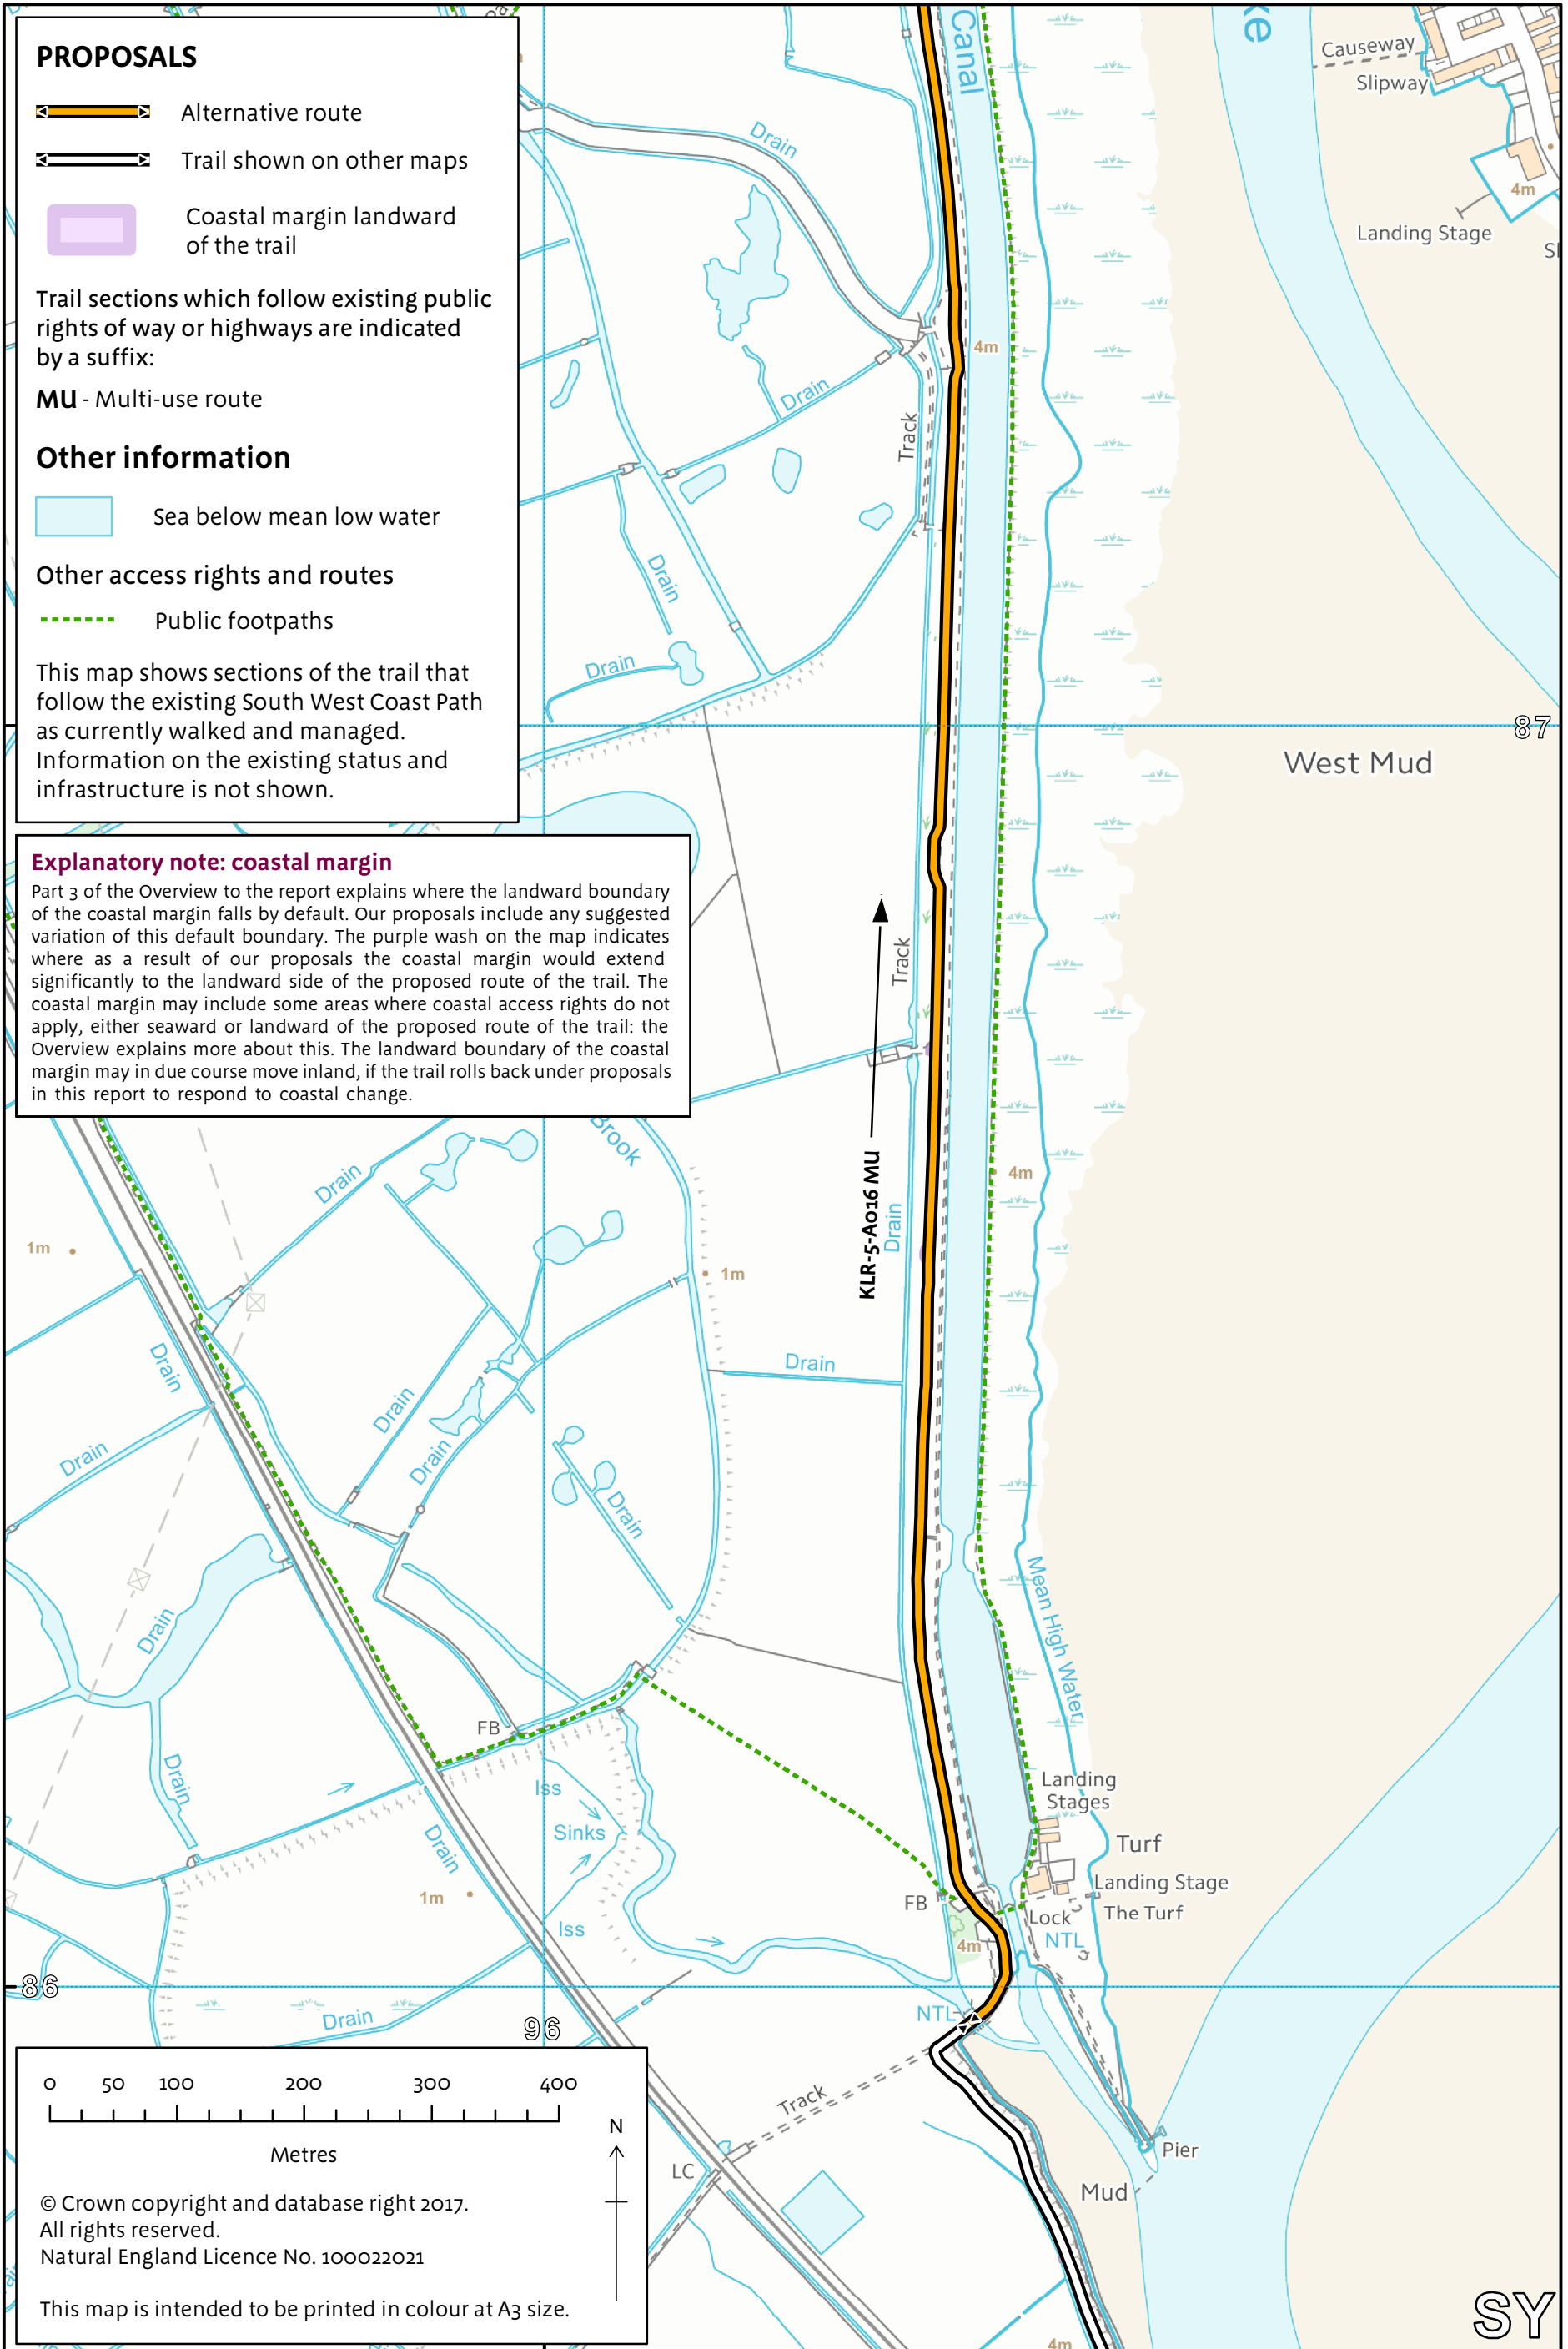 PROPOSALS
Alternative route
Trail shown on other maps
Coastal margin landward
of the trail
Trail sections which follow existing public
rights of way or highways are indicated
by a suffix:
MU - Multi-use route
Other information
Sea below mean low water
Other access rights and routes
Public footpaths
This map shows sections of the trail that
follow the existing South West Coast Path
as currently walked and managed.
Information on the existing status and
infrastructure is not shown.
Explanatory note: coastal margin
Part 3 of the Overview to the report explains where the landward boundary
of the coastal margin falls by default. Our proposals include any suggested
variation of this default boundary. The purple wash on the map indicates
where as a result of our proposals the coastal margin would extend
significantly to the landward side of the proposed route of the trail. The
coastal margin may include some areas where coastal access rights do not
apply, either seaward or landward of the proposed route of the trail: the
Overview explains more about this. The landward boundary of the coastal
margin may in due course move inland, if the trail rolls back under proposals
in this report to respond to coastal change.
Canal
Causeway
Slipway
4m
Landing Stage
Drain
4m
Drain
Track
Drain
Drain
87
West Mud
Track
KLR-5-A016 MU
Drain
4m
Brook
Drain
1m
1m
Drain
Drain
Drain
Drain
Drain
Drain
Mean High Water
Drain
FB
Drain
Iss
Sinks
Landing
Stages
Turf
Drain
Landing Stage
1m
FB
The Turf
Lock
Iss
NTL
4m
86
NTL
Drain
96
Track
LC
Pier
Mud
4m
SY
0 50 100 200 300 400
Metres
N
© Crown copyright and database right 2017.
All rights reserved.
Natural England Licence No. 100022021
This map is intended to be printed in colour at A3 size.